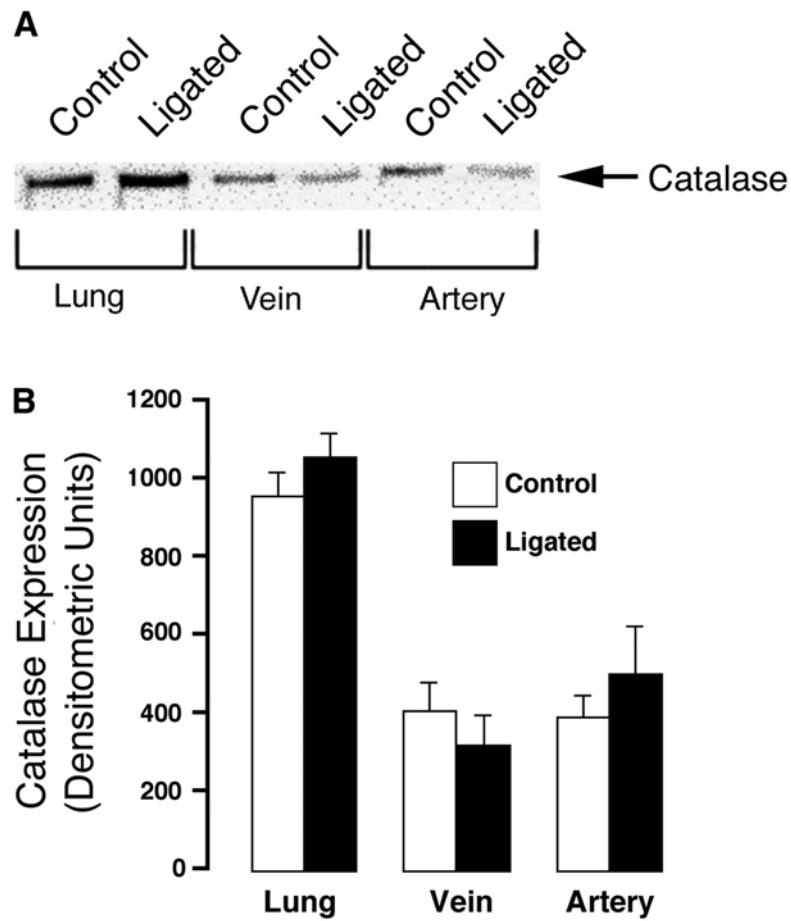 A
Control Ligated Control Ligated Control Ligated
Catalase
Lung Vein Artery
B
Catalase Expression
(Densitometric Units)
1200
1000
800
600
400
200
0
Control
Ligated
Lung Vein Artery